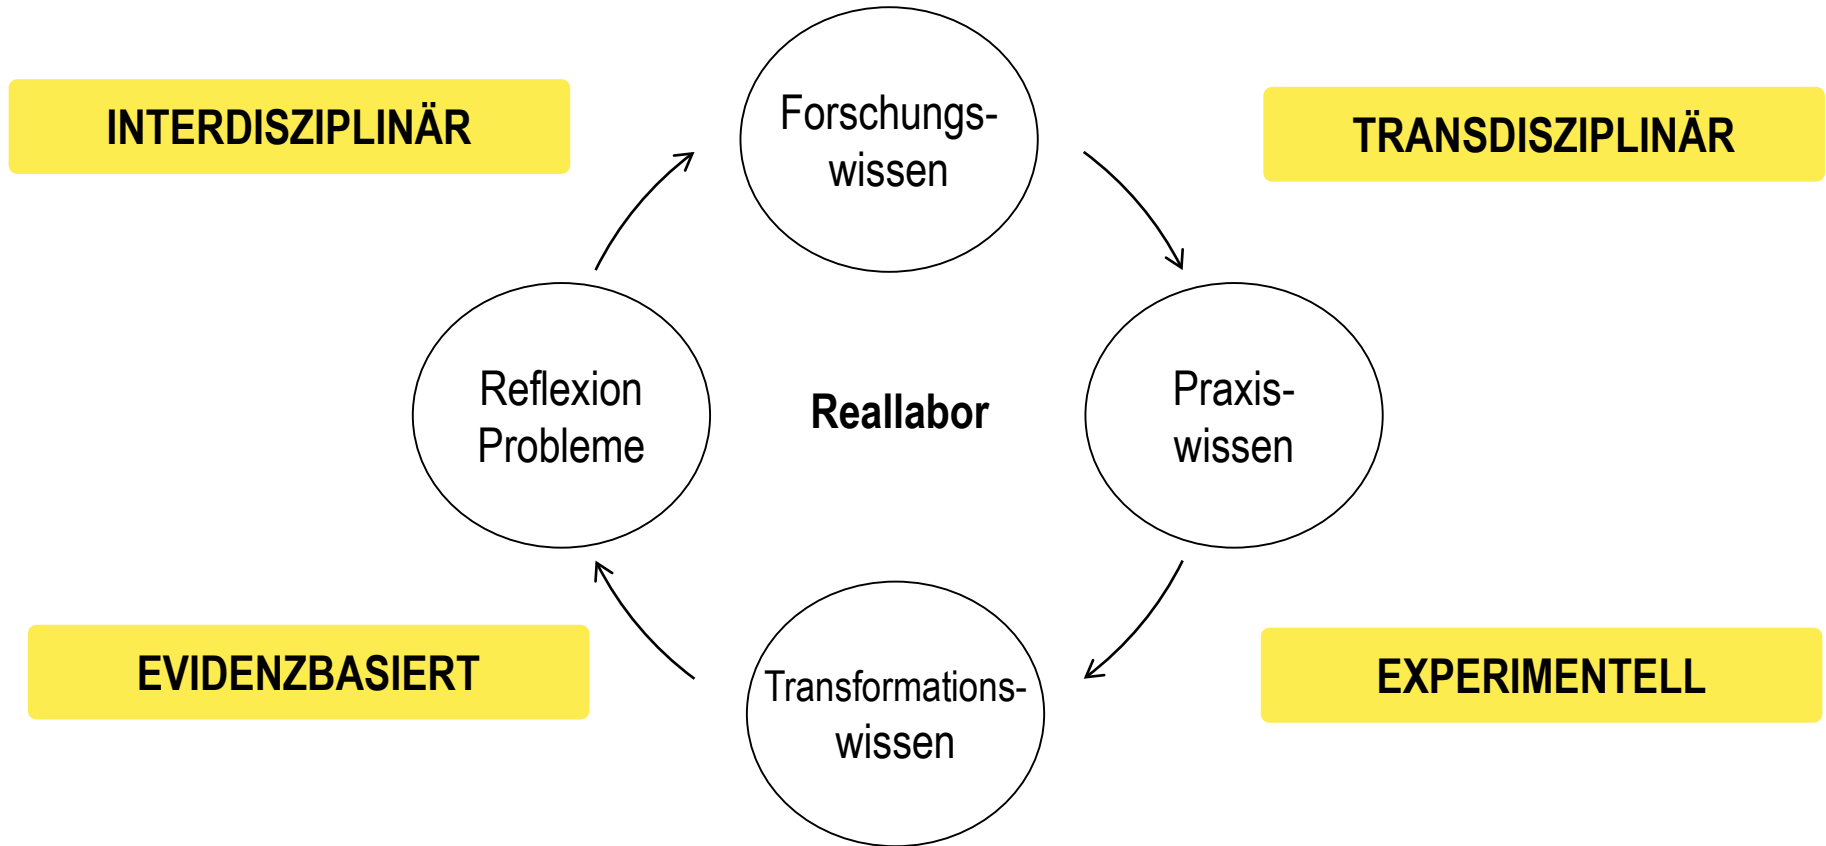 INTERDISZIPLINÄR
Forschungs-
wissen
TRANSDISZIPLINÄR
Reflexion
Probleme
Reallabor
Praxis-
wissen
EVIDENZBASIERT
Transformations-
wissen
EXPERIMENTELL